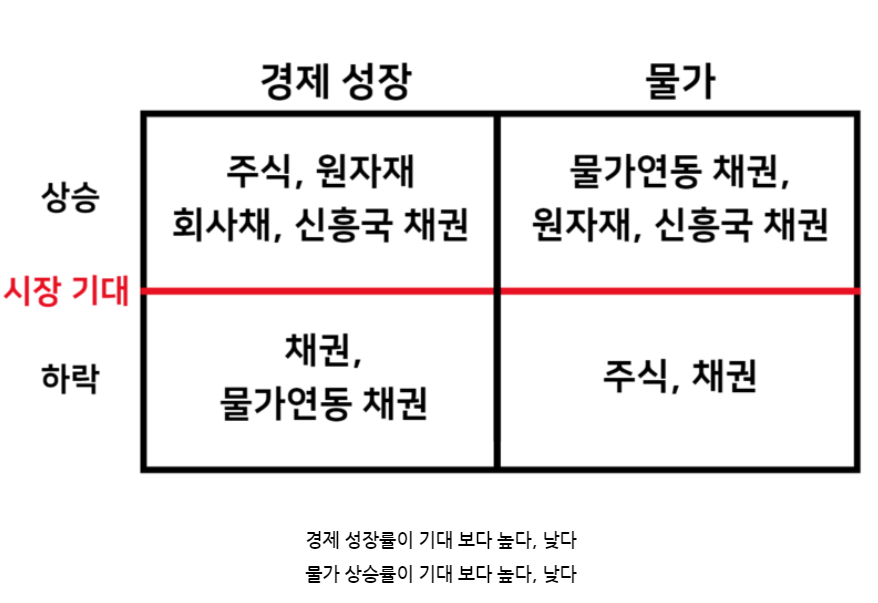 경제 성장
물가
상승
주식, 원자재
회사채, 신흥국 채권
물가연동 채권,
원자재, 신흥국 채권
시장 기대
하락
채권,
물가연동 채권
주식, 채권
경제 성장률이 기대 보다 높다, 낮다
물가 상승률이 기대 보다 높다, 낮다